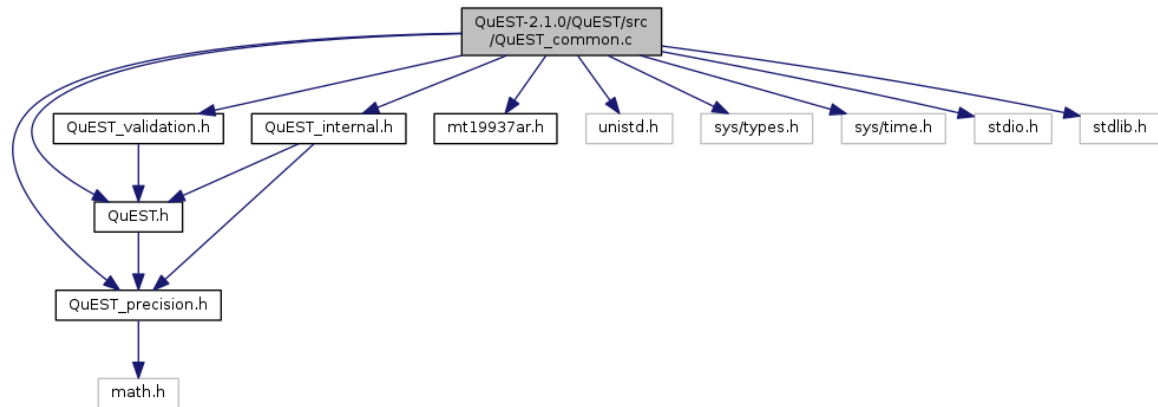 QuEST-2.1.0/QuEST/src
/QuEST_common.c
QuEST_validation.h
QuEST_internal.h
mt19937ar.h
unistd.h
sys/types.h
sys/time.h
stdio.h
stdlib.h
QuEST.h
QuEST_precision.h
math.h